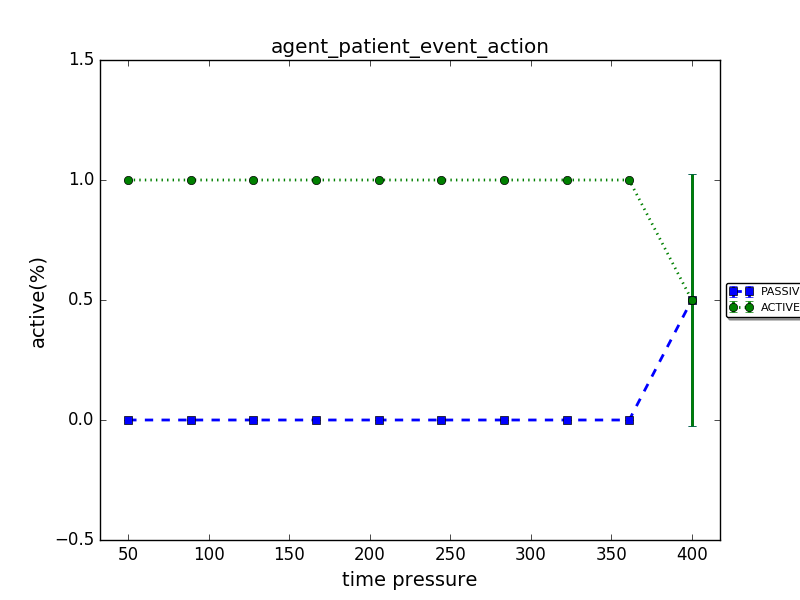 agent_patient_event_action
1.5
1.0
0.5
0.0
−0.5
active(%)
50 100 150 200 250 300 350 400
time pressure
PASSIV
ACTIVE